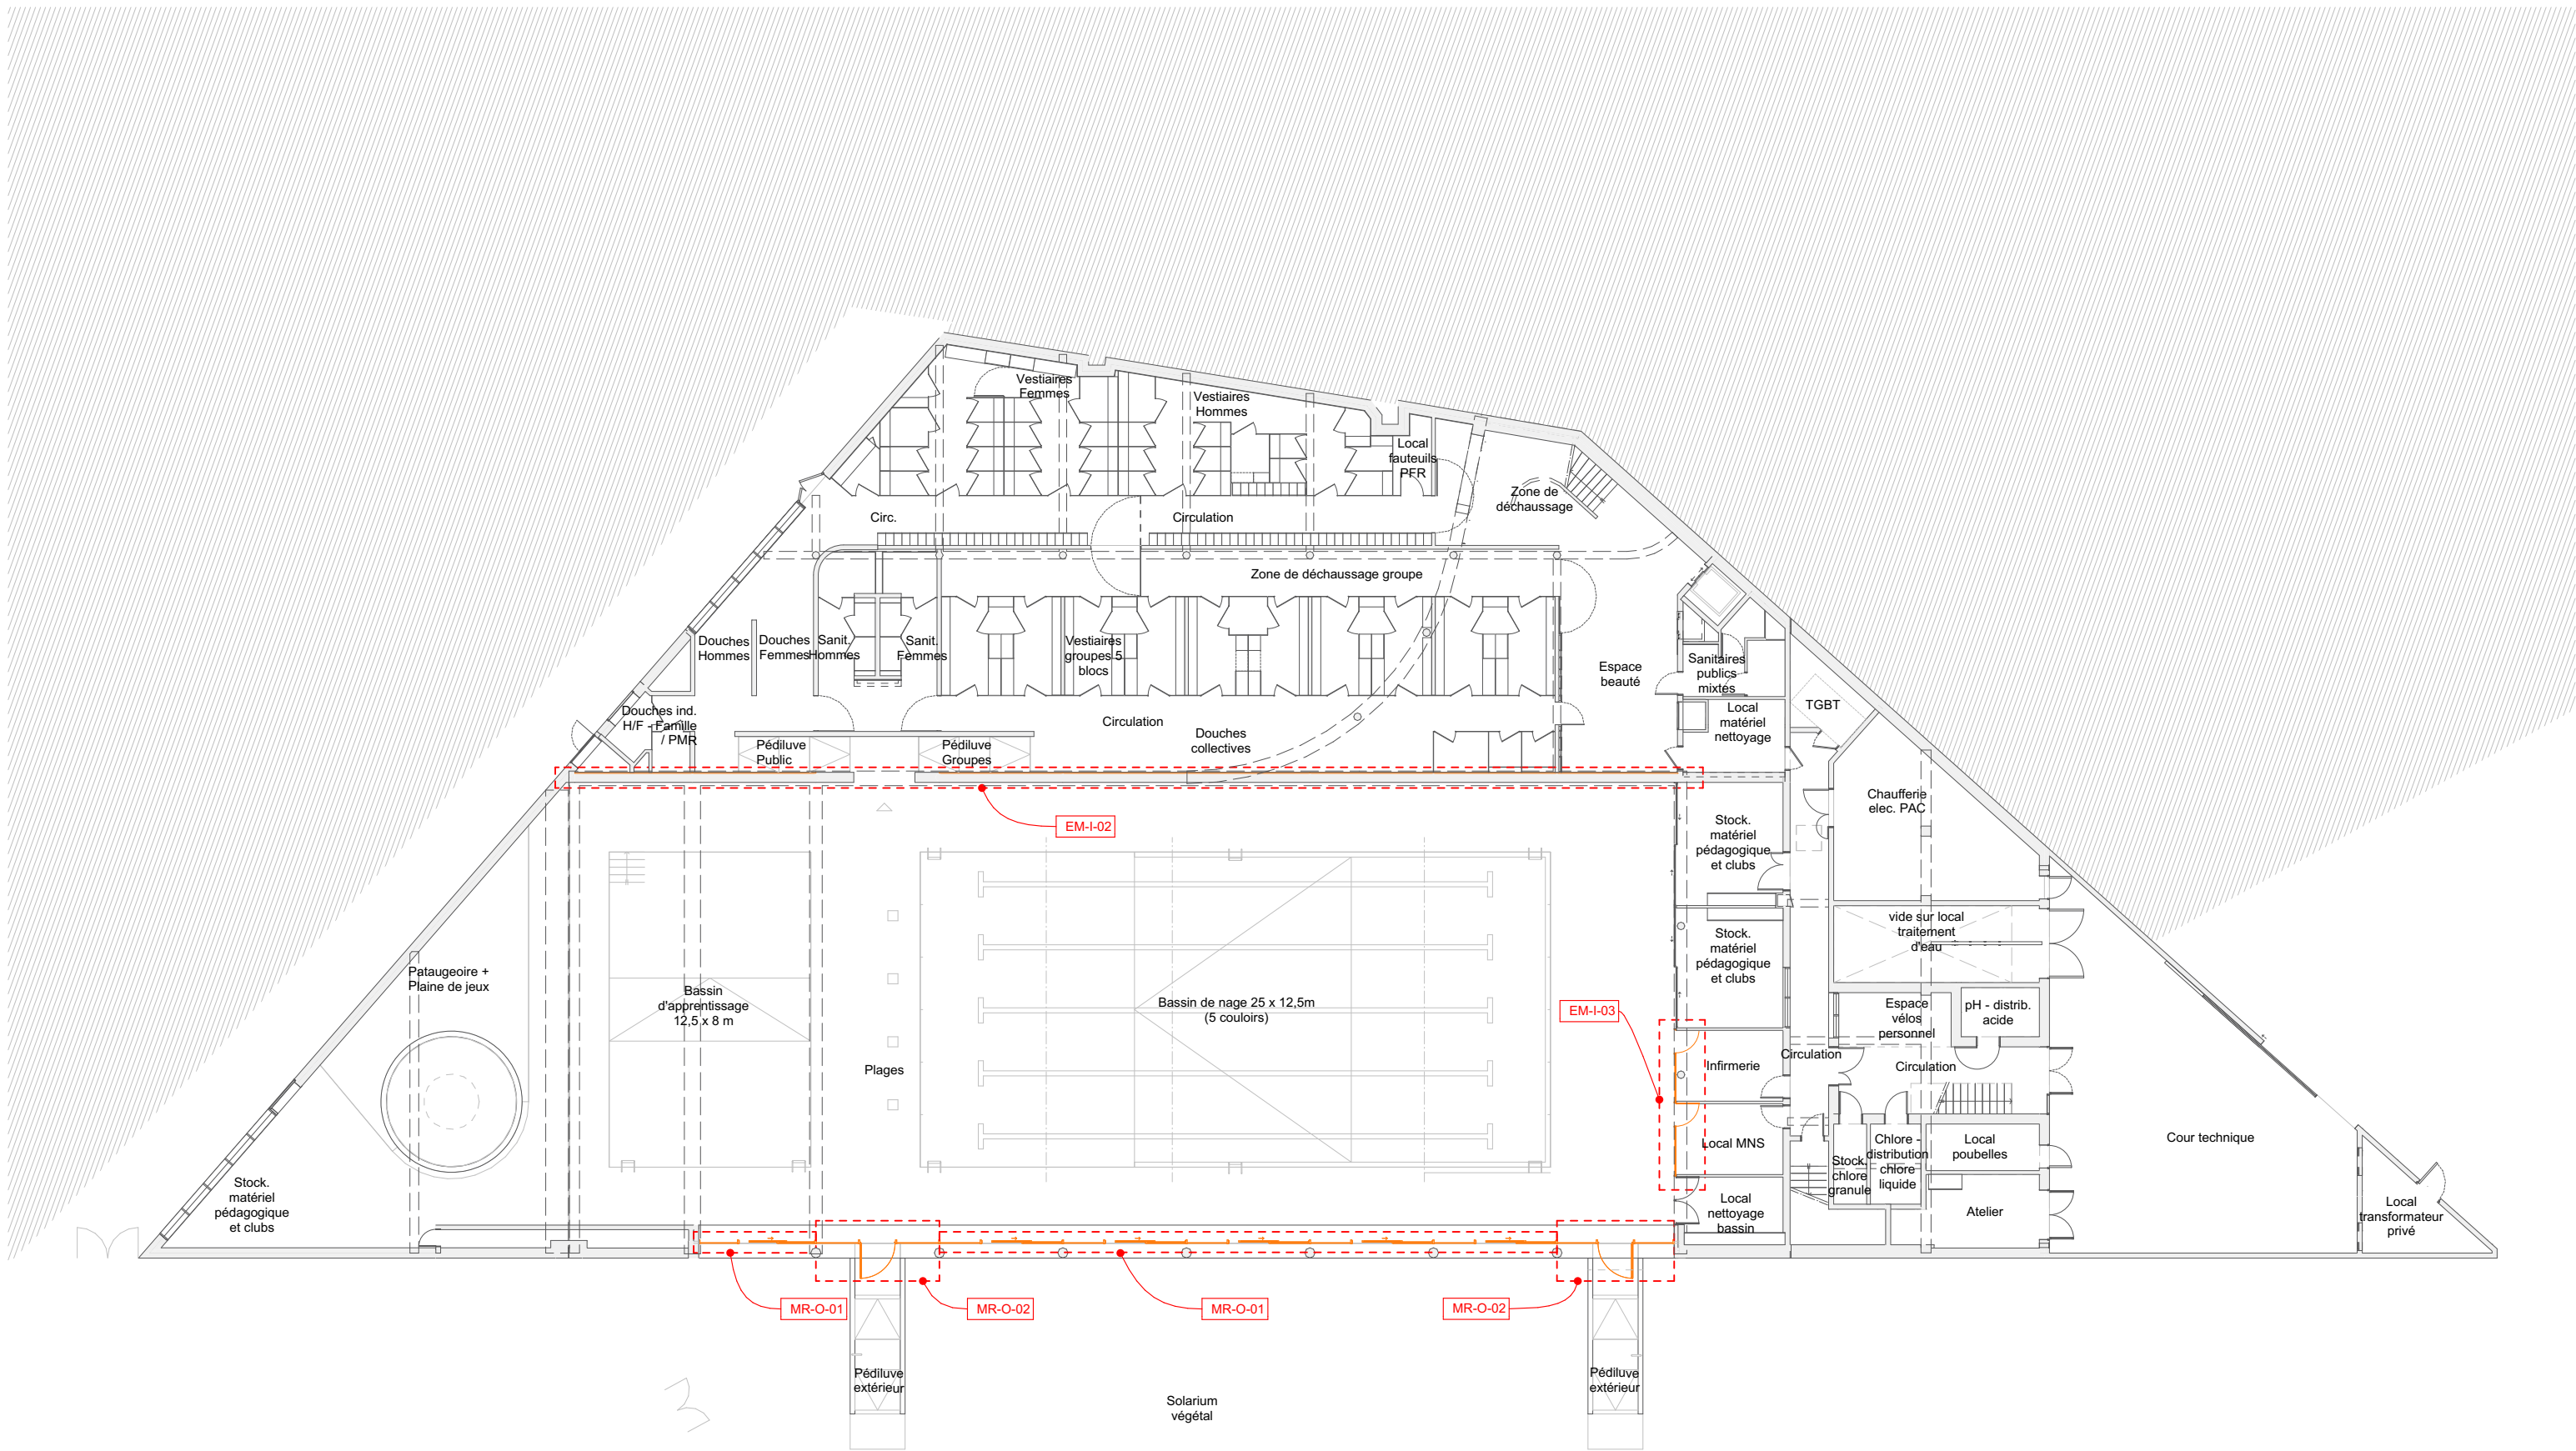 Vestiaires
Femmes
Vestiaires
Hommes
Local
fauteuils
PFR
Zone de
déchaussage
Circ.
Circulation
Zone de déchaussage groupe
Douches
Hommes
Douches
Femmes
Sanit.
Hommes
Sanit.
Femmes
Vestiaires
groupes 5
blocs
Espace
beauté
Sanitaires
publics
mixtes
TGBT
Douches ind.
H/F - Famille
/ PMR
Circulation
Douches
collectives
Local
matériel
nettoyage
Pédiluve
Public
Pédiluve
Groupes
EM-I-02
Chaufferie
elec. PAC
Stock.
matériel
pédagogique
et clubs
vide sur local
traitement
d'eau
Stock.
matériel
pédagogique
et clubs
Pataugeoire +
Plaine de jeux
Bassin
d'apprentissage
12,5 x 8 m
Bassin de nage 25 x 12,5m
(5 couloirs)
EM-I-03
Espace
vélos
personnel
pH - distrib.
acide
Plages
Infirmerie
Circulation
Circulation
Local MNS
Stock.
chlore
granule
Chlore -
distribution
chlore
liquide
Local
poubelles
Cour technique
Stock.
matériel
pédagogique
et clubs
Local
nettoyage
bassin
Atelier
Local
transformateur
privé
MR-O-01
MR-O-02
MR-O-01
MR-O-02
Pédiluve
extérieur
Solarium
végétal
Pédiluve
extérieur